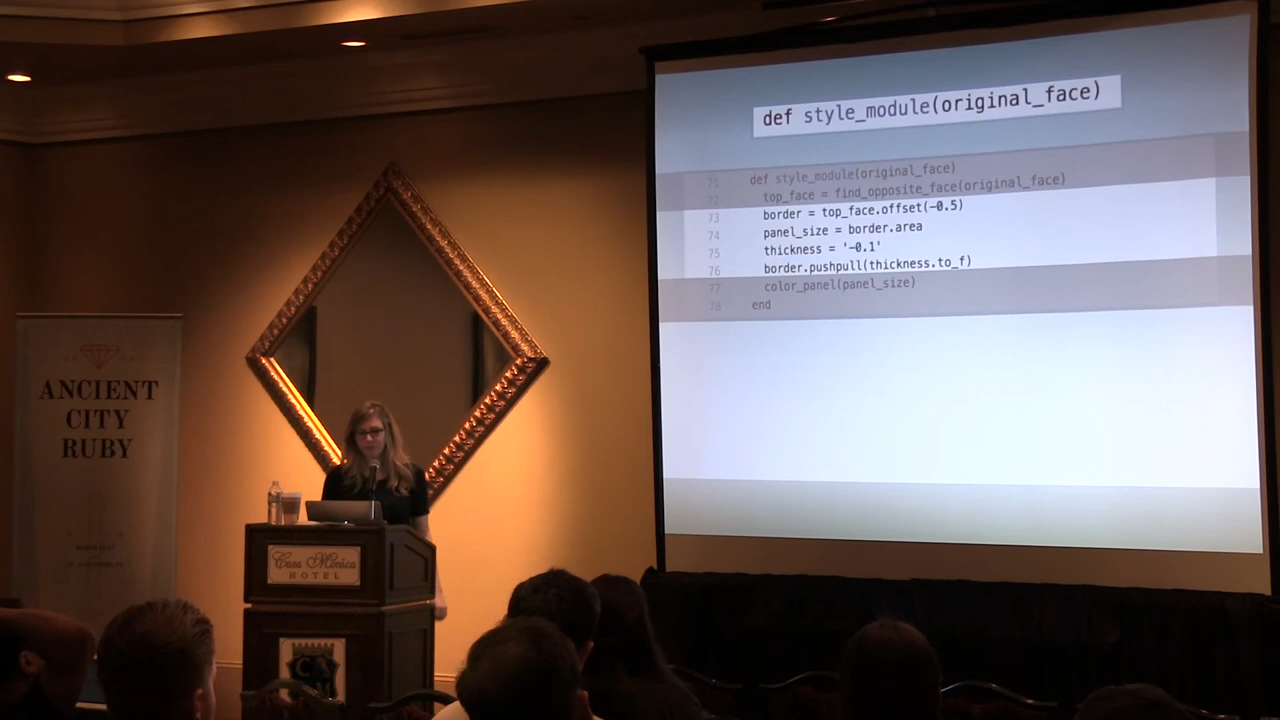 def style_module(original_face)
71 def style_module(original_face)
72 top_face = find_opposite_face(original_face)
73 border = top_face.offset(-0.5)
74 panel_size = border.area
75 thickness = '-0.1'
76 border.pushpull(thickness.to_f)
77 color_panel(panel_size)
78 end
ANCIENT
CITY
RUBY
Casa Monica
HOTEL